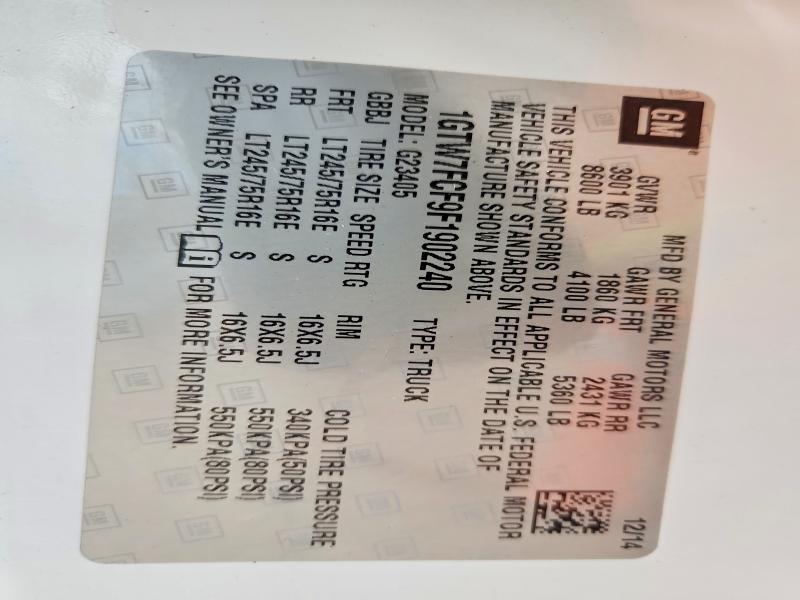 GM
MFD BY GENERAL MOTORS LLC 12/14
GVWR GAWR FRT GAWR RR
3901 KG 1860 KG 2431 KG
8600 LB 4100 LB 5360 LB
THIS VEHICLE CONFORMS TO ALL APPLICABLE U.S. FEDERAL MOTOR
VEHICLE SAFETY STANDARDS IN EFFECT ON THE DATE OF
MANUFACTURE SHOWN ABOVE.
1GTW7FCF9F1902240 TYPE: TRUCK
MODEL: G23405
GBBJ TIRE SIZE SPEED RTG RIM COLD TIRE PRESSURE
FRT LT245/75R16E S 16X6.5J 340KPA(50PSI)
RR LT245/75R16E S 16X6.5J 550KPA(80PSI)
SPA LT245/75R16E S 16X6.5J 550KPA(80PSI)
SEE OWNER'S MANUAL i FOR MORE INFORMATION.